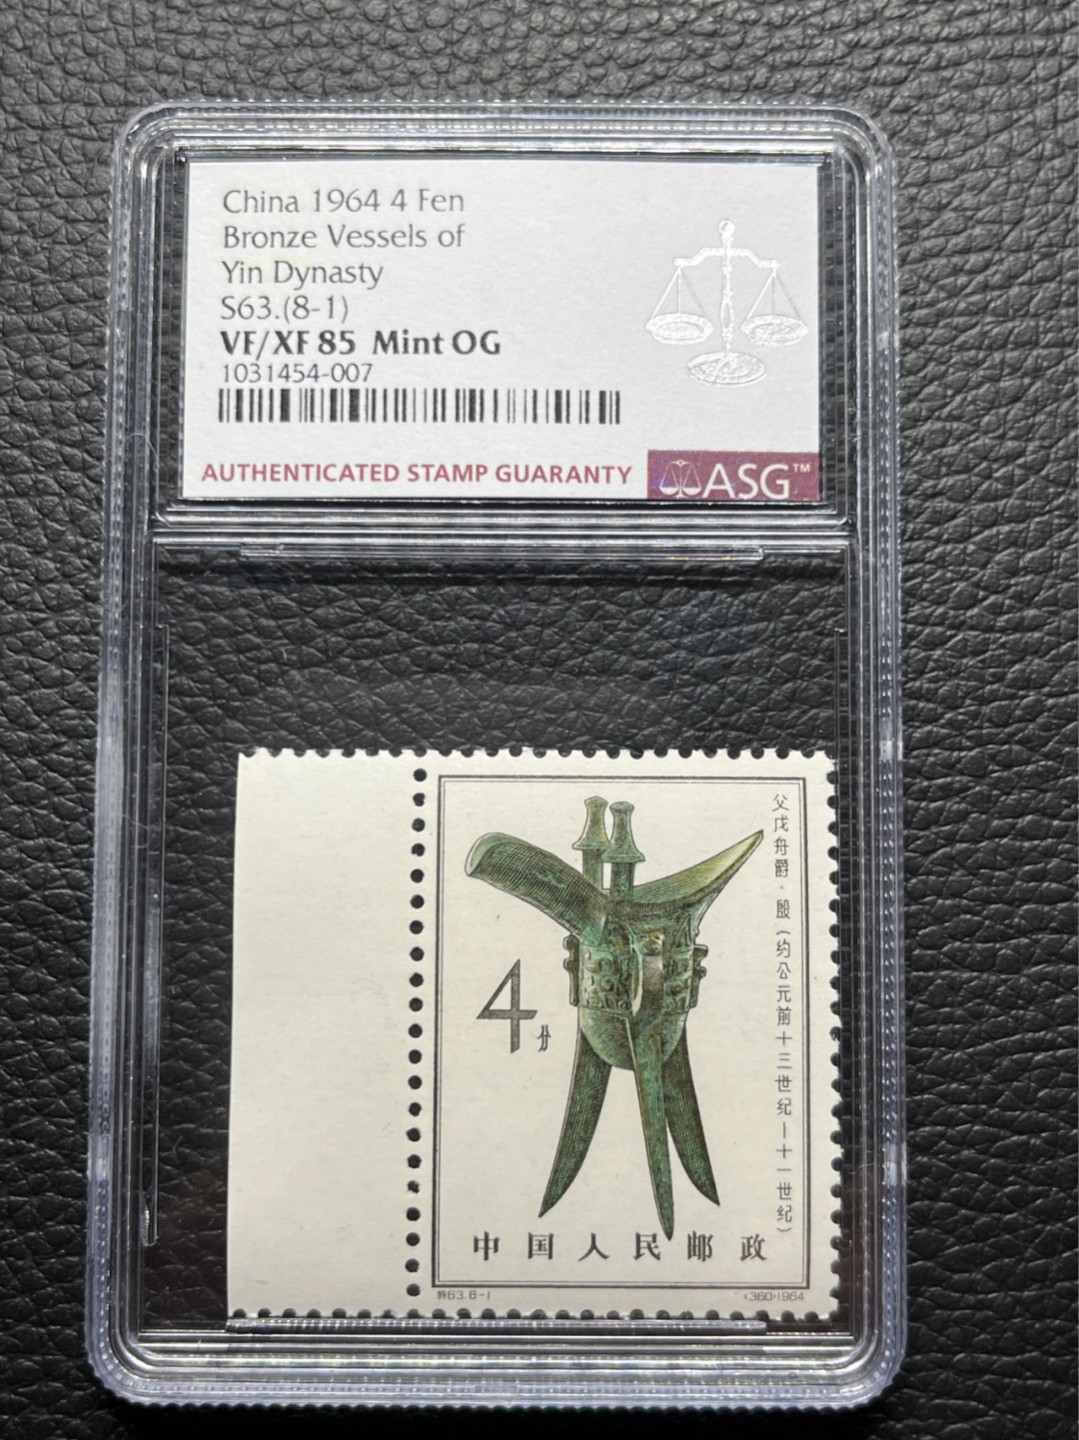 China 1964 4 Fen
Bronze Vessels of
Yin Dynasty
S63.(8-1)
VF/XF 85 Mint OG
1031454-007
AUTHENTICATED STAMP GUARANTY
ASG™
父戊舟爵·殷(约公元前十三世纪—十一世纪)
4分
中国人民邮政
特63.8-1
(360)1964